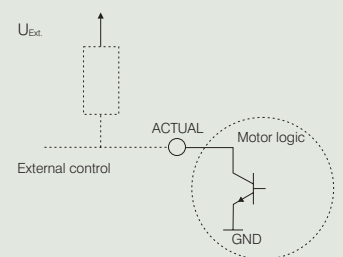 UExt.
ACTUAL
Motor logic
External control
GND